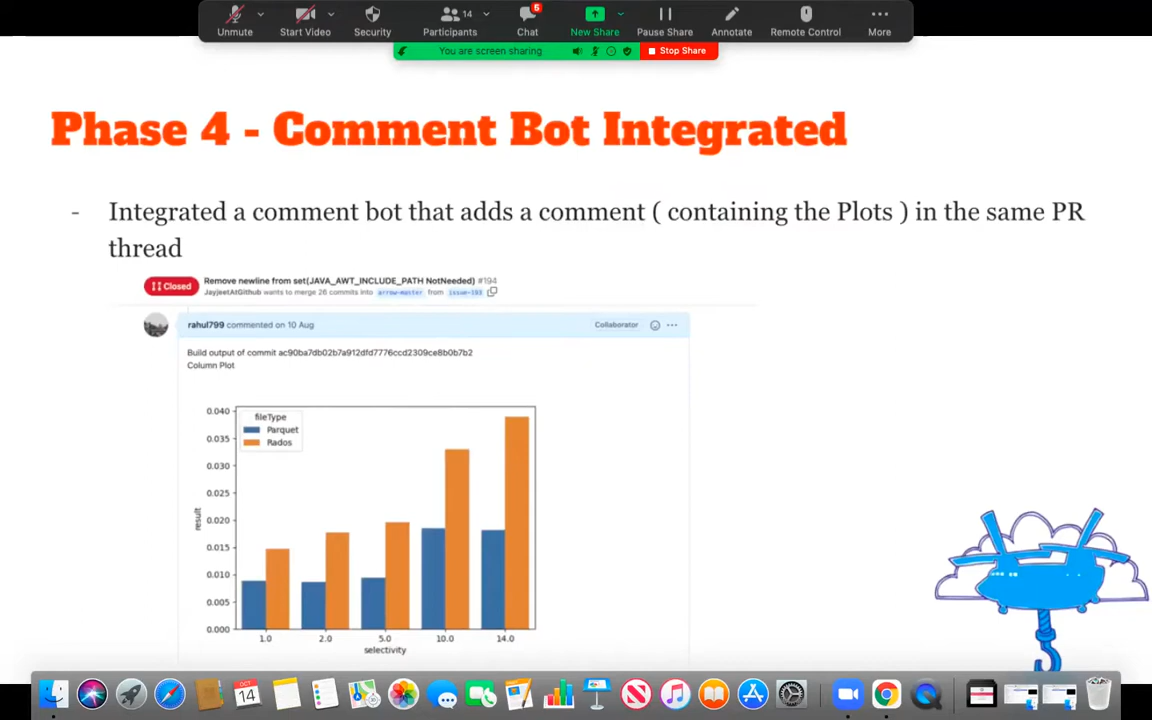 Unmute Start Video Security Participants 14 Chat 5 New Share Pause Share Annotate Remote Control More
You are screen sharing Stop Share
Phase 4 - Comment Bot Integrated
- Integrated a comment bot that adds a comment ( containing the Plots ) in the same PR
thread
Closed
Remove newline from set(JAVA_AWT_INCLUDE_PATH NotNeeded) #194
JayjeetAtGithub wants to merge 26 commits into arrow-master from issue-193
rahul799 commented on 10 Aug Collaborator
Build output of commit ac90ba7db02b7a912dfd7776ccd2309ce8b0b7b2
Column Plot
fileType
Parquet
Rados
0.040
0.035
0.030
0.025
0.020
0.015
0.010
0.005
0.000
result
1.0 2.0 5.0 10.0 14.0
selectivity
OCT
14